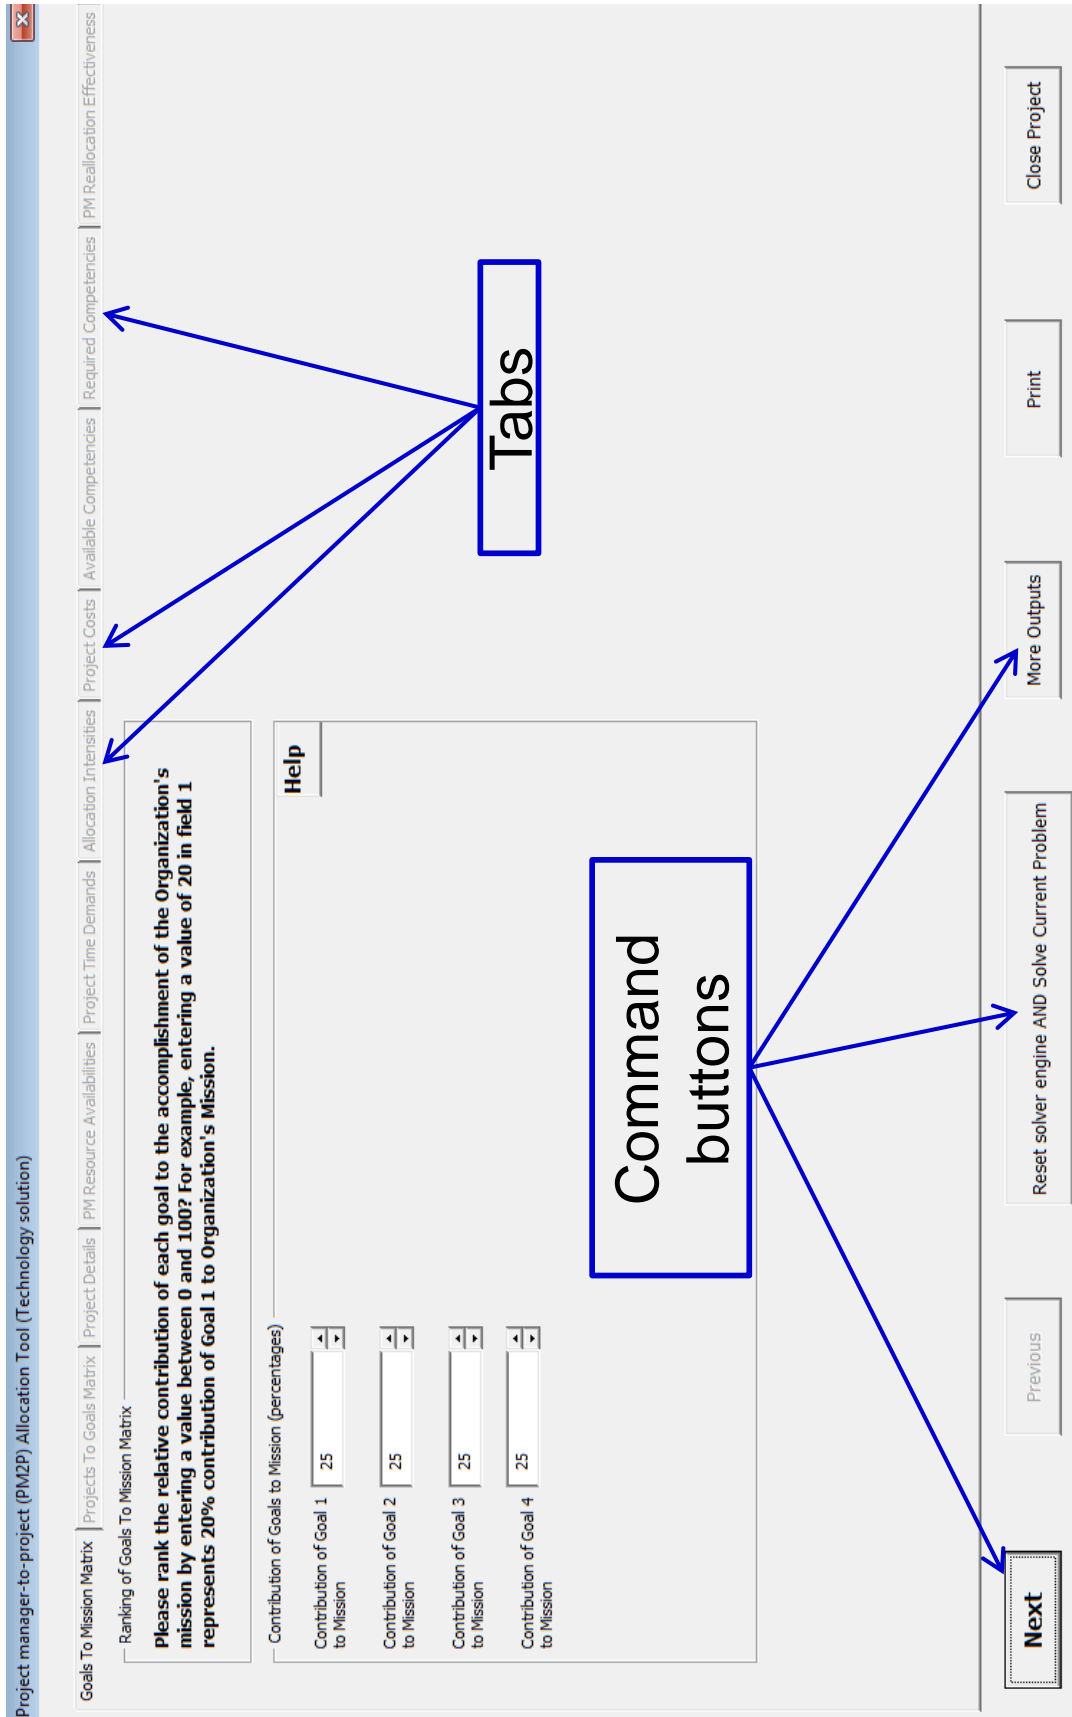 Project manager-to-project (PM2P) Allocation Tool (Technology solution)
Goals To Mission Matrix
Projects To Goals Matrix
Project Details
PM Resource Availabilities
Project Time Demands
Allocation Intensities
Project Costs
Available Competencies
Required Competencies
PM Reallocation Effectiveness
Ranking of Goals To Mission Matrix
Please rank the relative contribution of each goal to the accomplishment of the Organization's
mission by entering a value between 0 and 100? For example, entering a value of 20 in field 1
represents 20% contribution of Goal 1 to Organization's Mission.
Contribution of Goals to Mission (percentages)
Help
Contribution of Goal 1
to Mission
25
Contribution of Goal 2
to Mission
25
Contribution of Goal 3
to Mission
25
Contribution of Goal 4
to Mission
25
Tabs
Command
buttons
Next
Previous
Reset solver engine AND Solve Current Problem
More Outputs
Print
Close Project